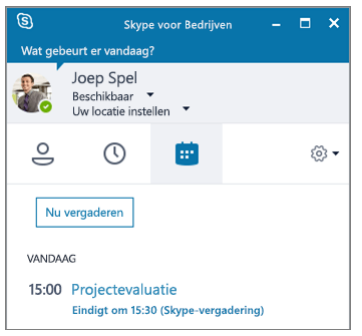 Skype voor Bedrijven
Wat gebeurt er vandaag?
Joep Spel
Beschikbaar
Uw locatie instellen
Nu vergaderen
VANDAAG
15:00 Projectevaluatie
Eindigt om 15:30 (Skype-vergadering)